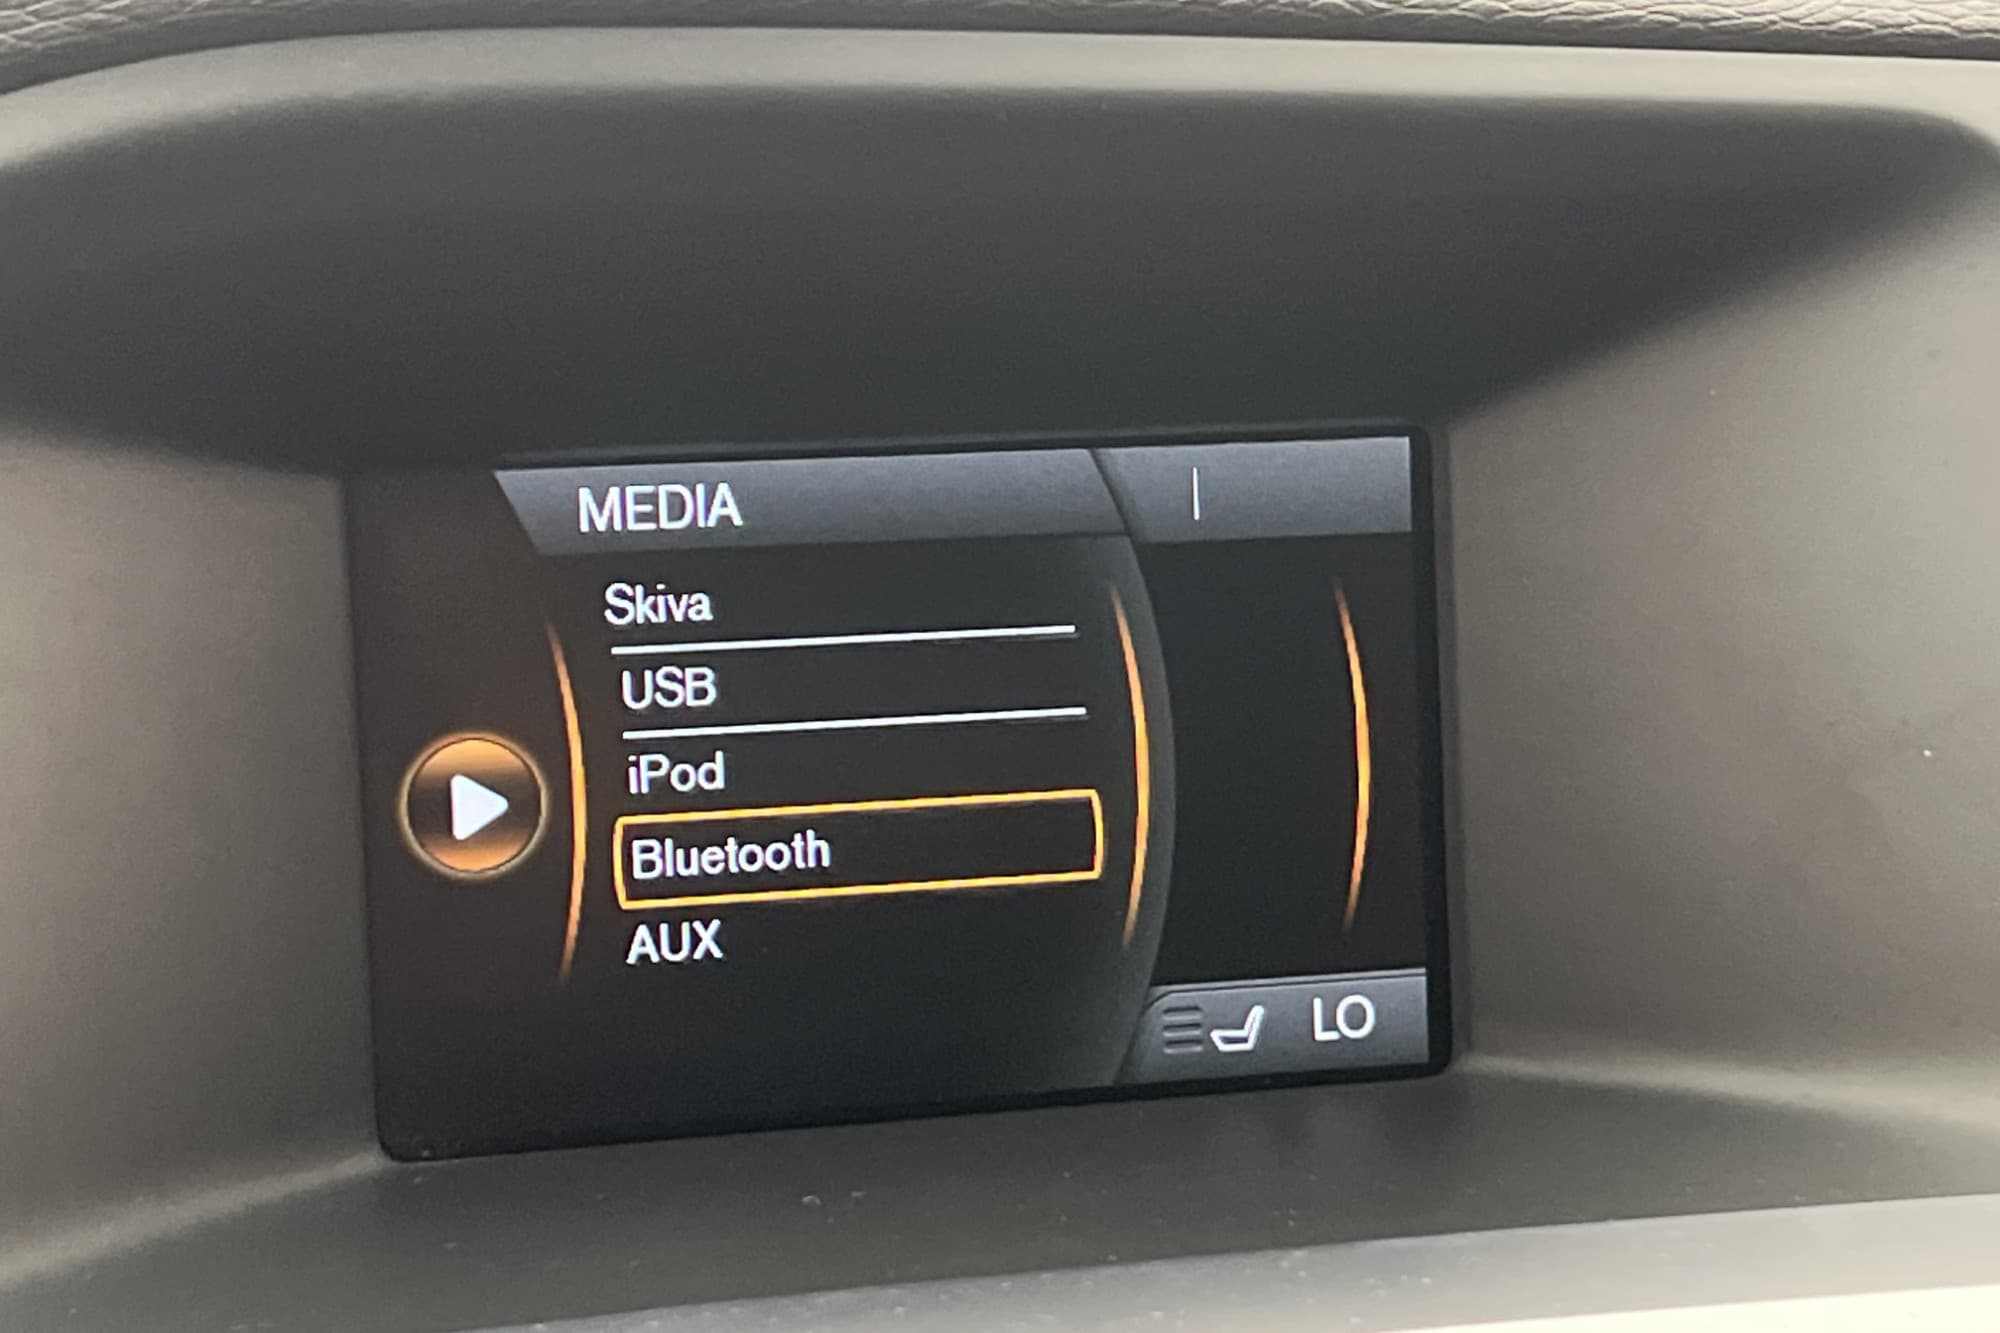 MEDIA
Skiva
USB
iPod
Bluetooth
AUX
LO